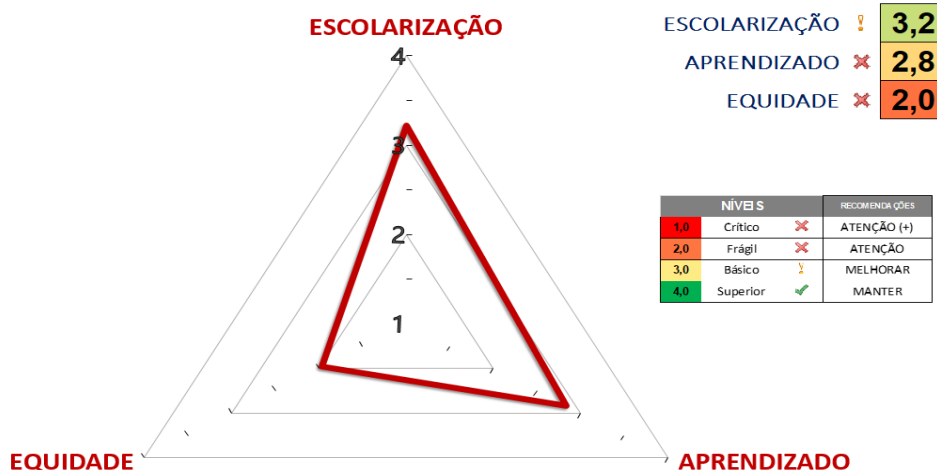 ESCOLARIZAÇÃO
4
3
2
1
EQUIDADE
APRENDIZADO
ESCOLARIZAÇÃO 3,2
APRENDIZADO 2,8
EQUIDADE 2,0
NÍVEIS RECOMENDAÇÕES
1,0 Crítico ATENÇÃO (+)
2,0 Frágil ATENÇÃO
3,0 Básico MELHORAR
4,0 Superior MANTER